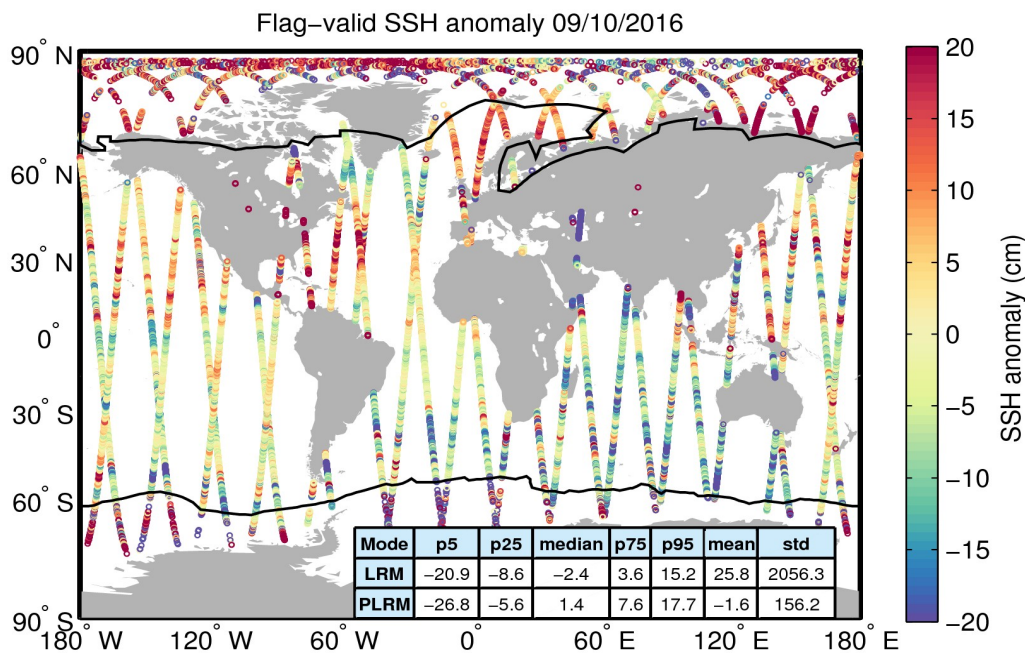 Flag−valid SSH anomaly 09/10/2016
90° N
60° N
30° N
0°
30° S
60° S
90° S
180° W
120° W
60° W
0°
60° E
120° E
180° E
Mode p5 p25 median p75 p95 mean std
LRM −20.9 −8.6 −2.4 3.6 15.2 25.8 2056.3
PLRM −26.8 −5.6 1.4 7.6 17.7 −1.6 156.2
20
15
10
5
0
−5
−10
−15
−20
SSH anomaly (cm)